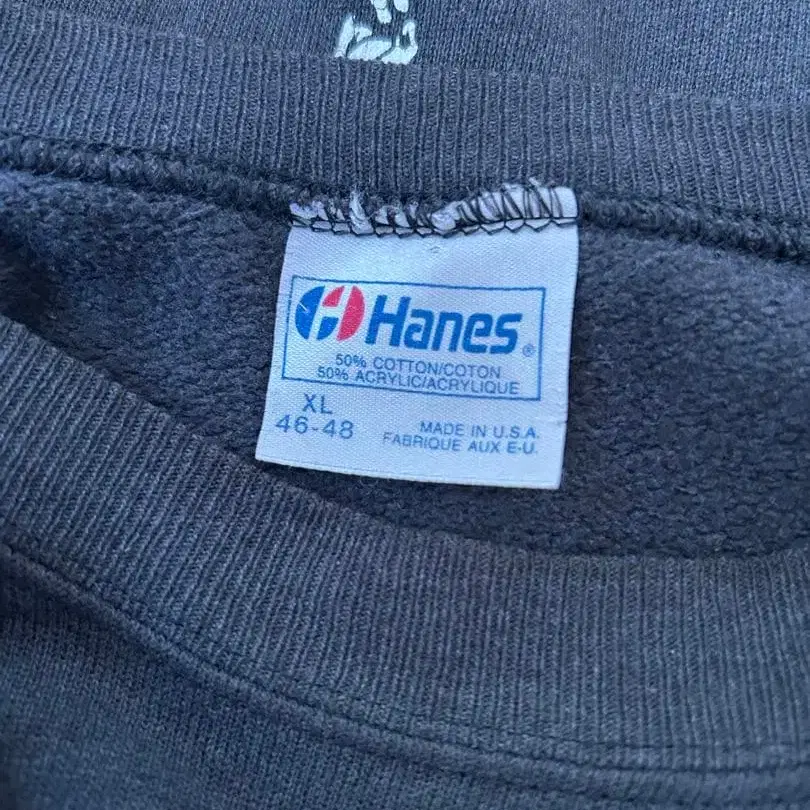 Hanes®
50% COTTON/COTON
50% ACRYLIC/ACRYLIQUE
XL
46-48
MADE IN U.S.A.
FABRIQUE AUX E-U.